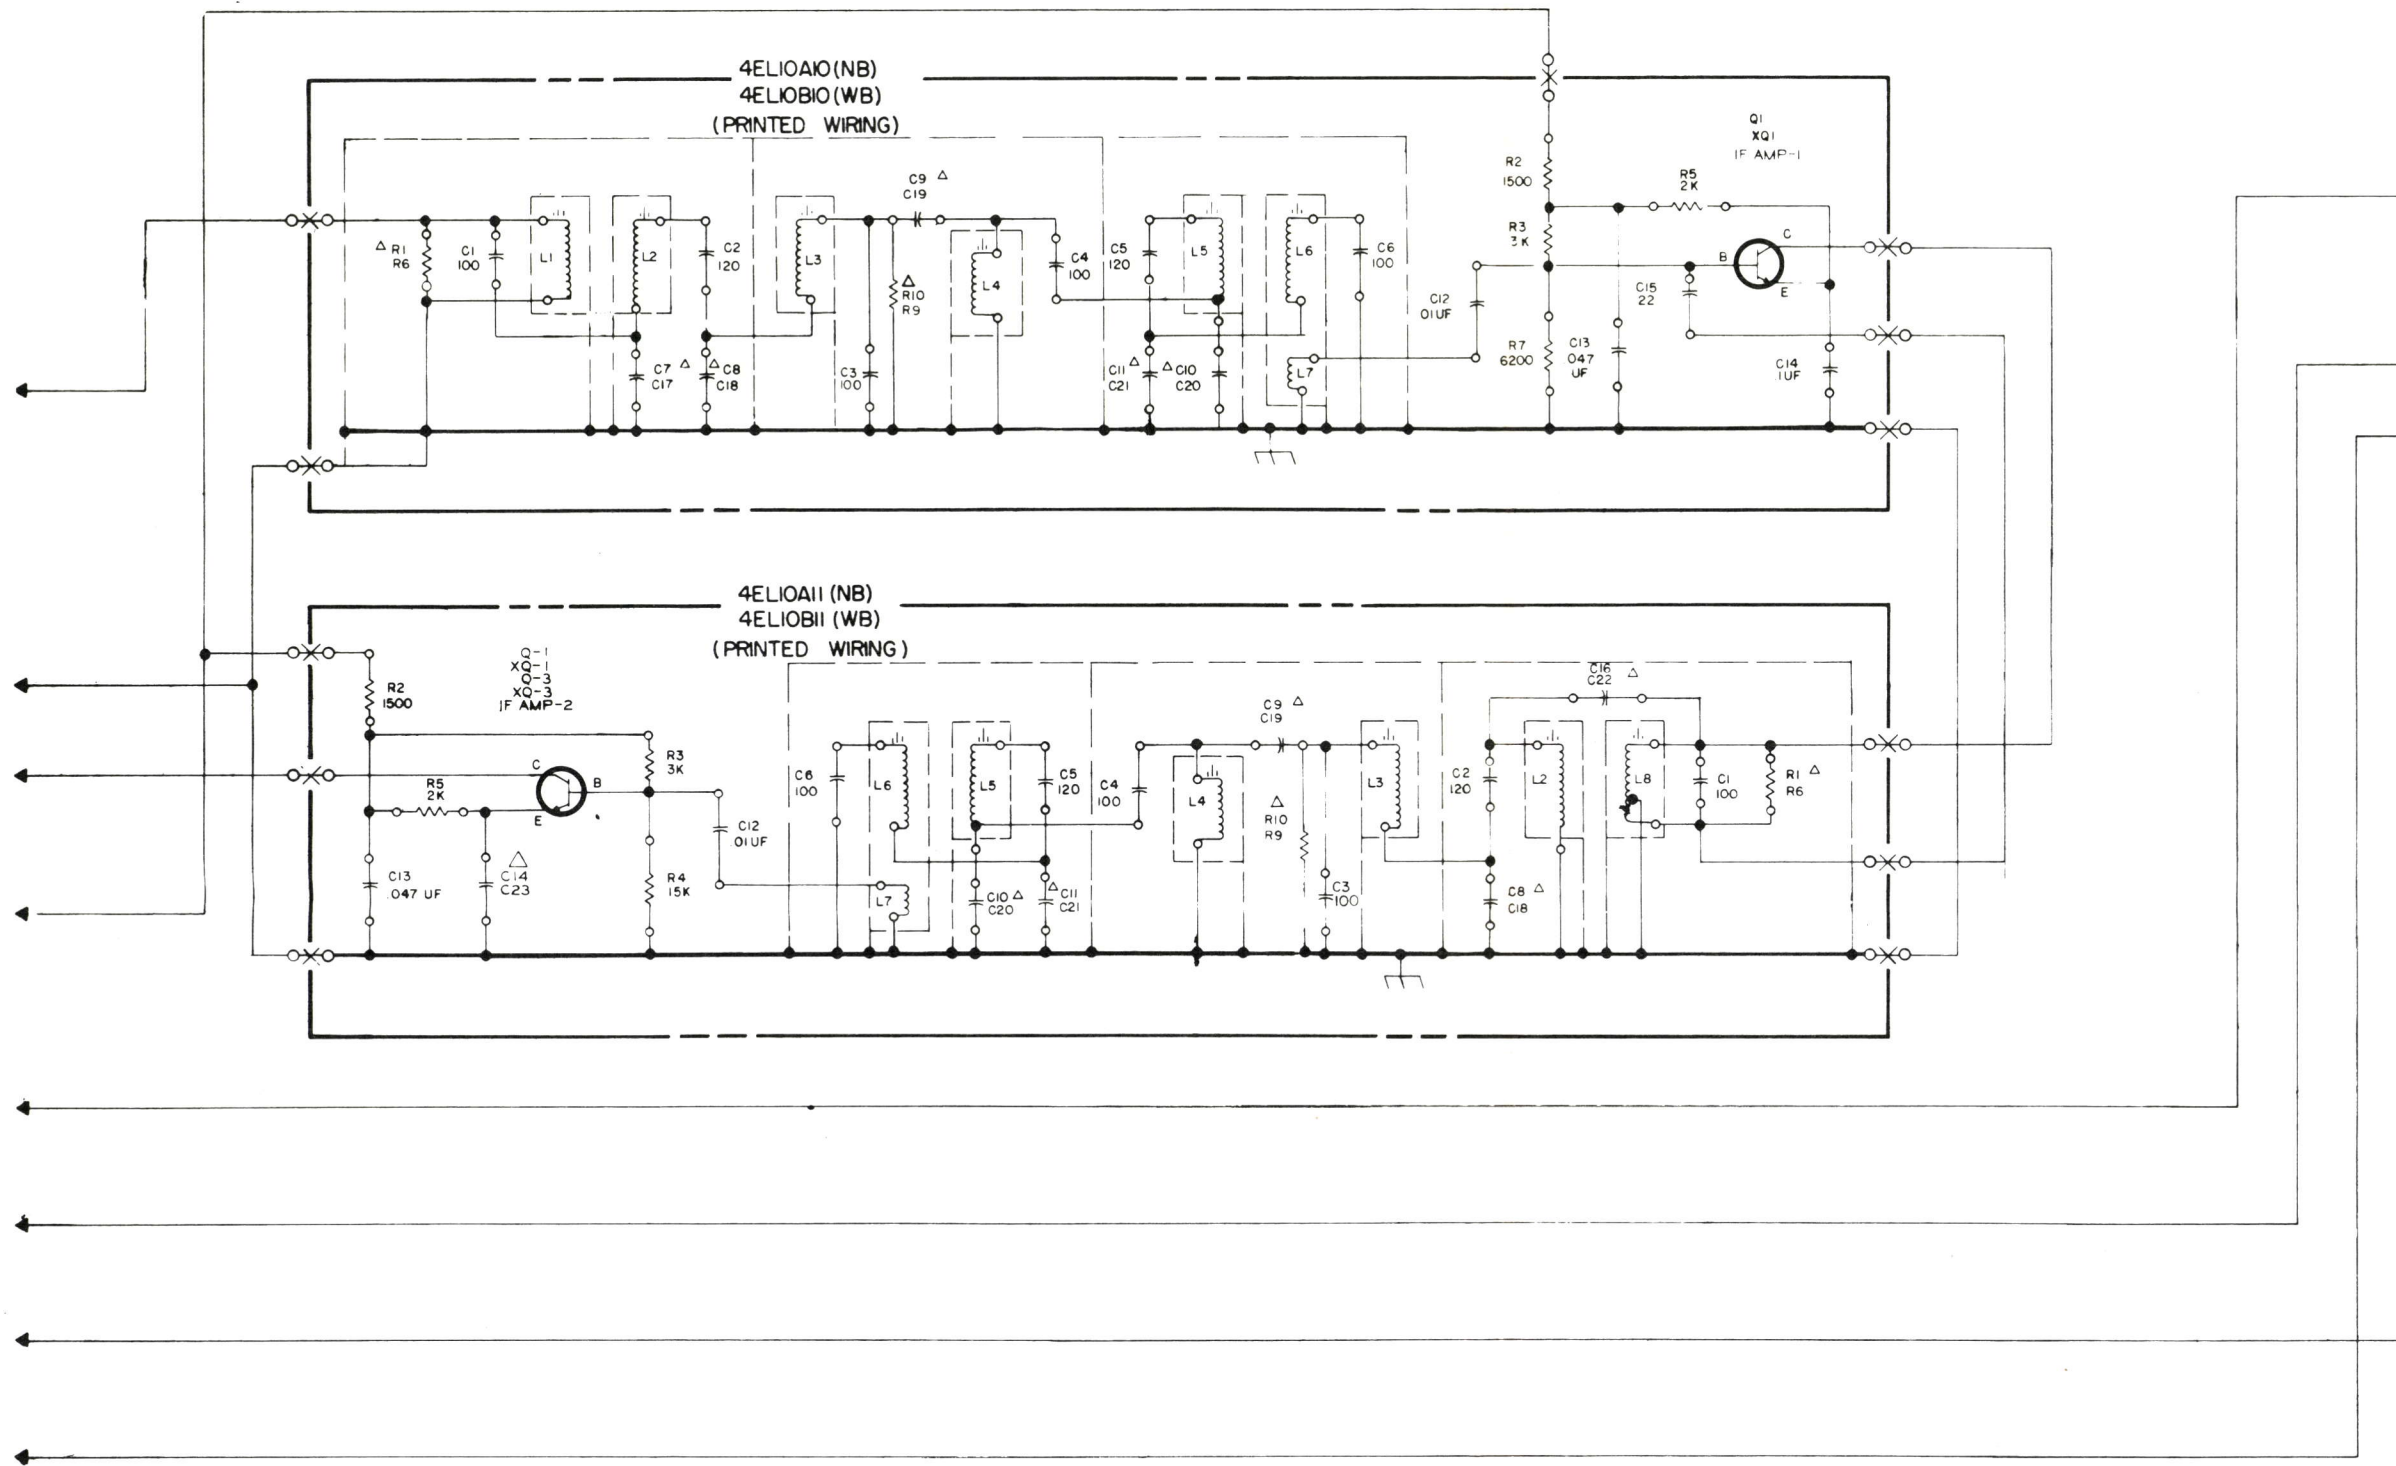 4EL10A10 (NB)
4EL10B10 (WB)
(PRINTED WIRING)
Q1
XQ1
IF AMP-1
R2
1500
R5
2K
C9 △
C19
△ R1
R6
C1
100
L1
L2
C2
120
L3
△
R10
R9
L4
C4
100
C5
120
L5
L6
C6
100
R3
3K
C
B
E
C12
.01UF
C15
22
C7 △
C17
△ C8
C18
C3
100
C11 △
C21
△ C10
C20
L7
R7
6200
C13
.047
UF
C14
.1UF
4EL10A11 (NB)
4EL10B11 (WB)
(PRINTED WIRING)
Q-1
XQ-1
Q-3
XQ-3
IF AMP-2
R2
1500
C16 △
C22
C9 △
C19
R3
3K
C
B
E
R5
2K
C6
100
L6
L5
C5
120
C4
100
L4
△
R10
R9
L3
C2
120
L2
L8
C1
100
R1 △
R6
C12
.01UF
C13
.047 UF
△
C14
C23
R4
15K
L7
C10 △
C20
△ C11
C21
C3
100
C8 △
C18